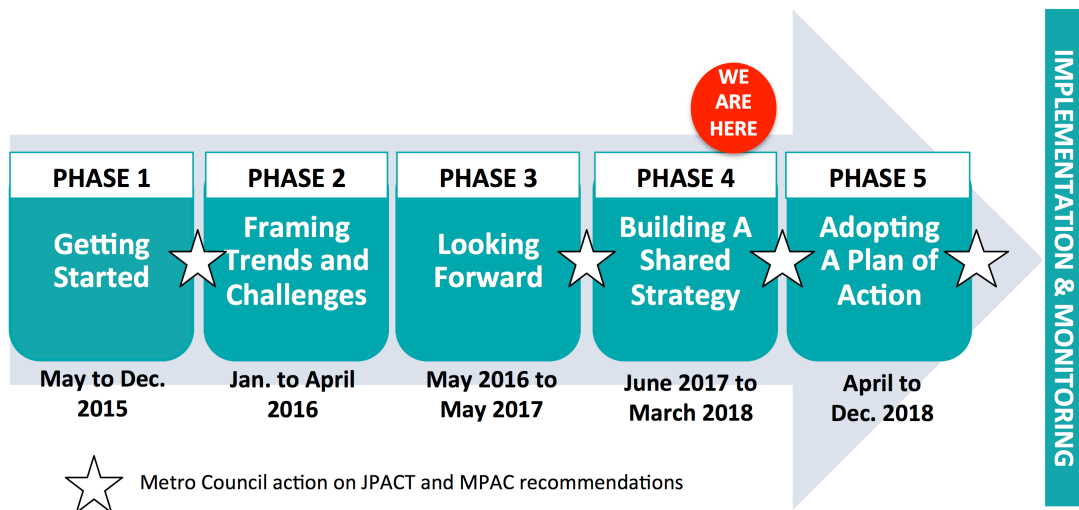 WE
ARE
HERE
PHASE 1
Getting
Started
May to Dec.
2015
PHASE 2
Framing
Trends and
Challenges
Jan. to April
2016
PHASE 3
Looking
Forward
May 2016 to
May 2017
PHASE 4
Building A
Shared
Strategy
June 2017 to
March 2018
PHASE 5
Adopting
A Plan of
Action
April to
Dec. 2018
IMPLEMENTATION & MONITORING
Metro Council action on JPACT and MPAC recommendations